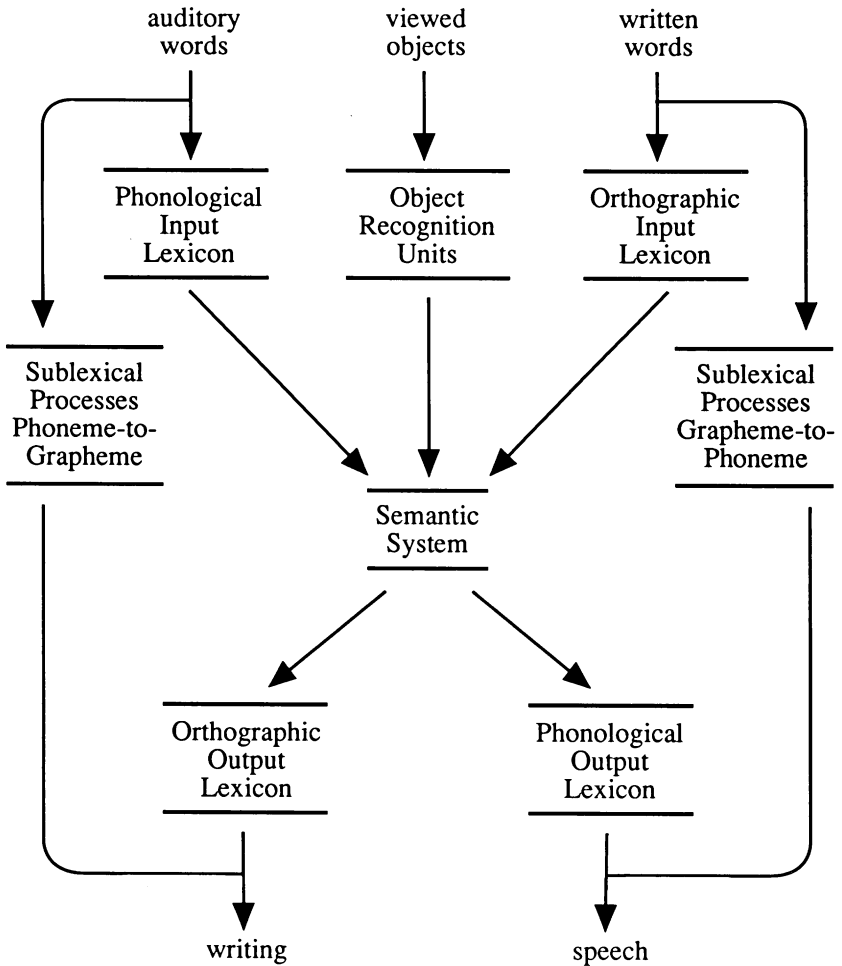 auditory
words
viewed
objects
written
words
Phonological
Input
Lexicon
Object
Recognition
Units
Orthographic
Input
Lexicon
Sublexical
Processes
Phoneme-to-
Grapheme
Sublexical
Processes
Grapheme-to-
Phoneme
Semantic
System
Orthographic
Output
Lexicon
Phonological
Output
Lexicon
writing
speech